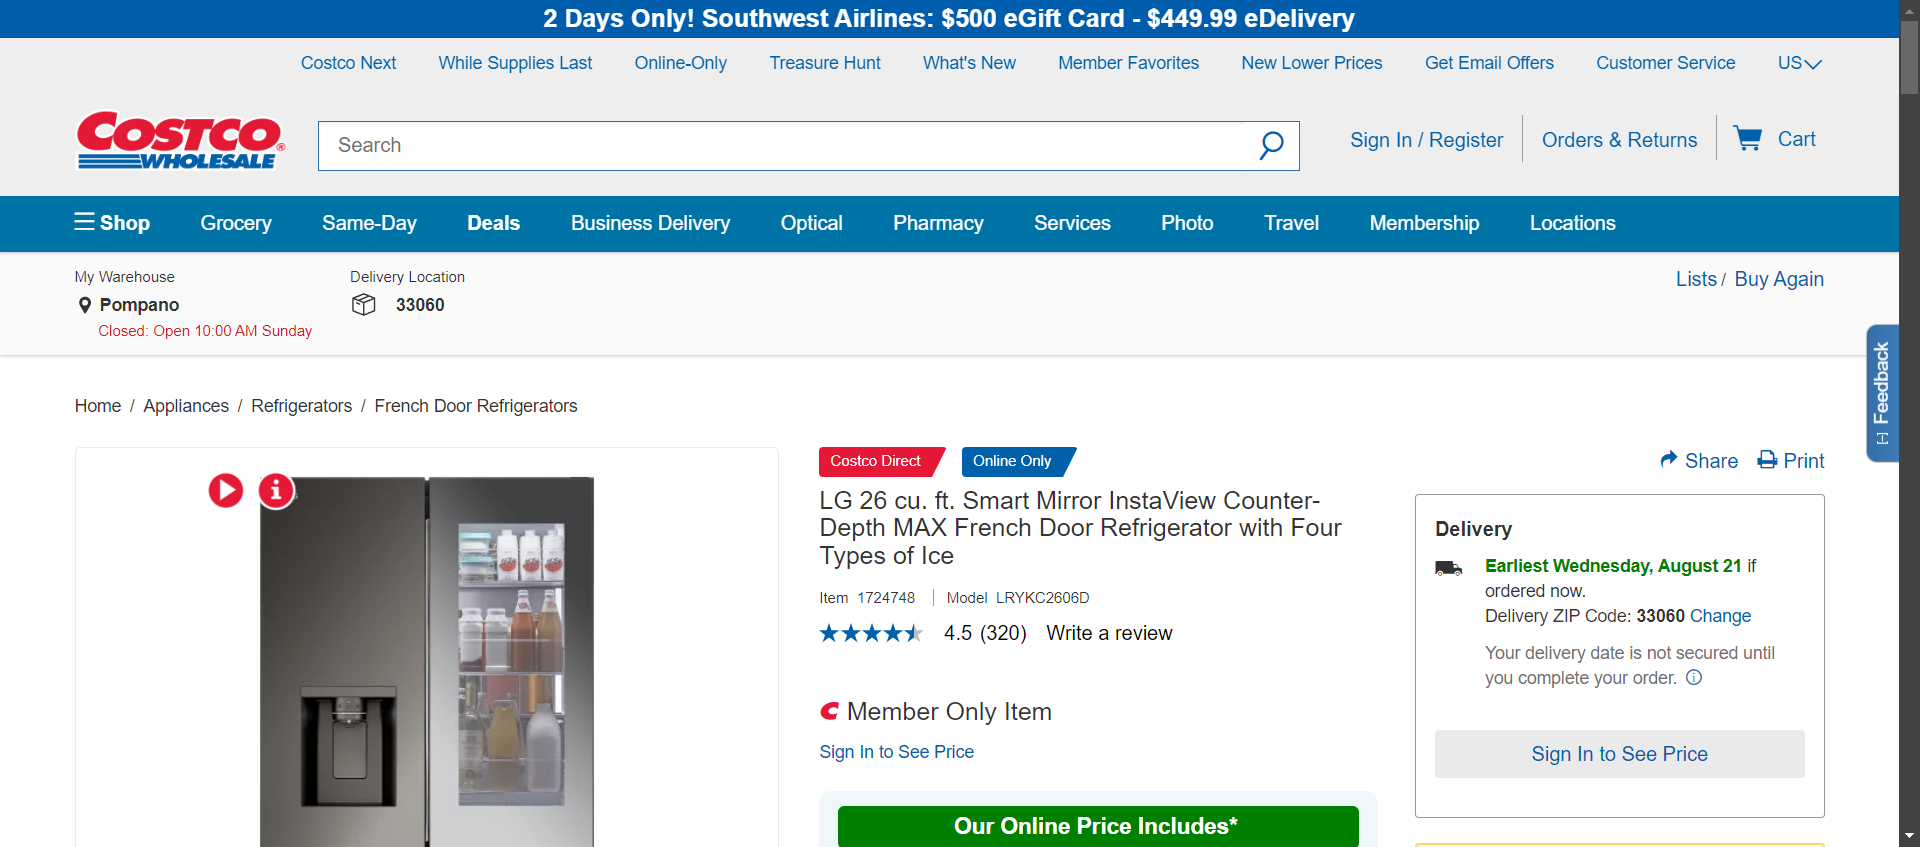 2 Days Only! Southwest Airlines: $500 eGift Card - $449.99 eDelivery
Costco Next While Supplies Last Online-Only Treasure Hunt What's New Member Favorites New Lower Prices Get Email Offers Customer Service US
COSTCO WHOLESALE ®
Search
Sign In / Register Orders & Returns Cart
Shop Grocery Same-Day Deals Business Delivery Optical Pharmacy Services Photo Travel Membership Locations
My Warehouse
Pompano
Closed: Open 10:00 AM Sunday
Delivery Location
33060
Lists / Buy Again
[-] Feedback
Home / Appliances / Refrigerators / French Door Refrigerators
Costco Direct Online Only
LG 26 cu. ft. Smart Mirror InstaView Counter-
Depth MAX French Door Refrigerator with Four
Types of Ice
Item 1724748 | Model LRYKC2606D
4.5 (320) Write a review
Member Only Item
Sign In to See Price
Our Online Price Includes*
Share Print
Delivery
Earliest Wednesday, August 21 if
ordered now.
Delivery ZIP Code: 33060 Change
Your delivery date is not secured until
you complete your order.
Sign In to See Price